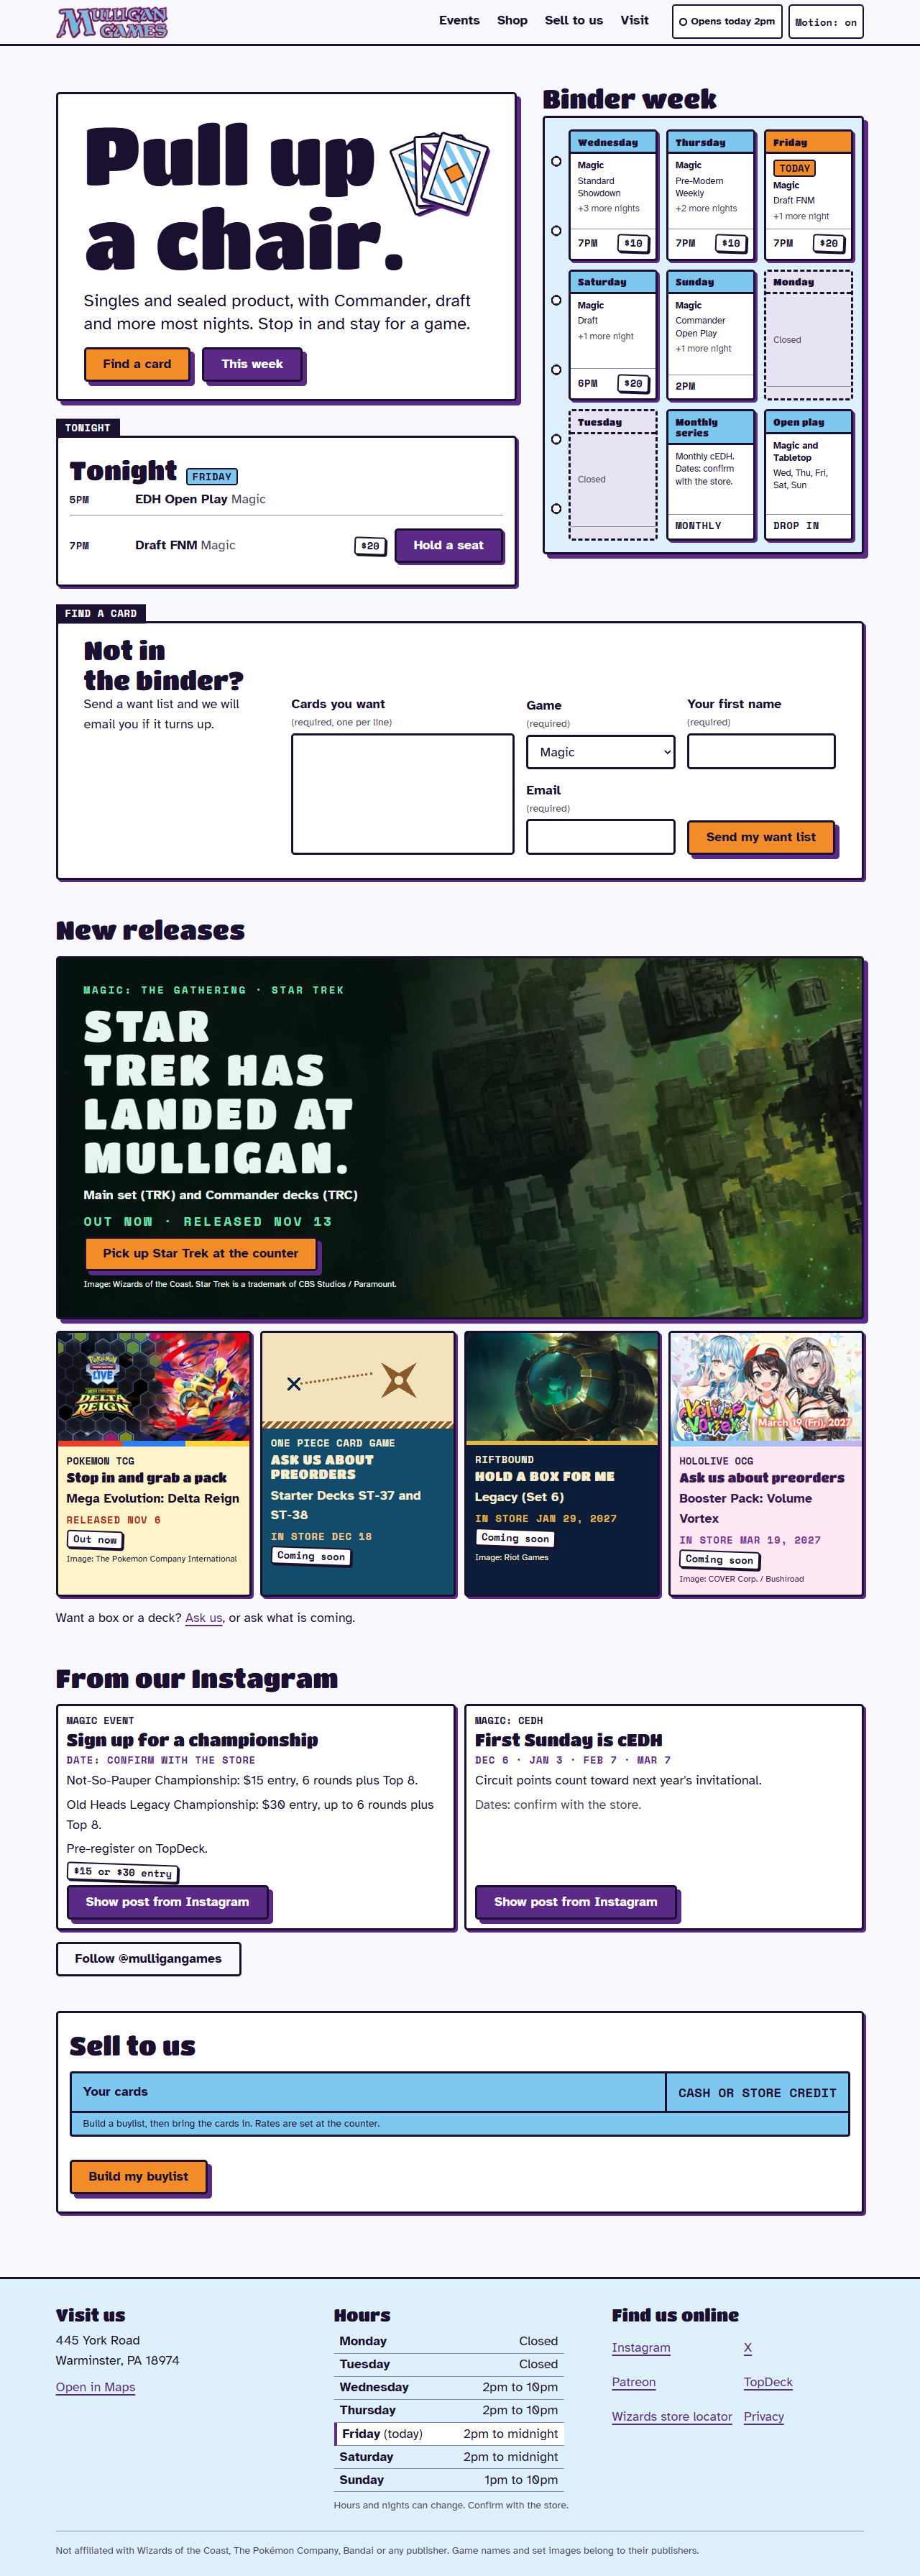 MULLIGAN
GAMES
Events
Shop
Sell to us
Visit
Opens today 2pm
Motion: on
Pull up
a chair.
Singles and sealed product, with Commander, draft
and more most nights. Stop in and stay for a game.
Find a card
This week
Binder week
Wednesday
Magic
Standard
Showdown
+3 more nights
7PM
$10
Thursday
Magic
Pre-Modern
Weekly
+2 more nights
7PM
$10
Friday
TODAY
Magic
Draft FNM
+1 more night
7PM
$20
Saturday
Magic
Draft
+1 more night
6PM
$20
Sunday
Magic
Commander
Open Play
+1 more night
2PM
Monday
Closed
Tuesday
Closed
Monthly
series
Monthly cEDH.
Dates: confirm
with the store.
MONTHLY
Open play
Magic and
Tabletop
Wed, Thu, Fri,
Sat, Sun
DROP IN
TONIGHT
Tonight
FRIDAY
5PM
EDH Open Play Magic
7PM
Draft FNM Magic
$20
Hold a seat
FIND A CARD
Not in
the binder?
Send a want list and we will
email you if it turns up.
Cards you want
(required, one per line)
Game
(required)
Magic
Email
(required)
Your first name
(required)
Send my want list
New releases
MAGIC: THE GATHERING · STAR TREK
STAR
TREK HAS
LANDED AT
MULLIGAN.
Main set (TRK) and Commander decks (TRC)
OUT NOW · RELEASED NOV 13
Pick up Star Trek at the counter
Image: Wizards of the Coast. Star Trek is a trademark of CBS Studios / Paramount.
Pokémon
LIVE
DELTA
REIGN
POKEMON TCG
Stop in and grab a pack
Mega Evolution: Delta Reign
RELEASED NOV 6
Out now
Image: The Pokemon Company International
ONE PIECE CARD GAME
ASK US ABOUT
PREORDERS
Starter Decks ST-37 and
ST-38
IN STORE DEC 18
Coming soon
RIFTBOUND
HOLD A BOX FOR ME
Legacy (Set 6)
IN STORE JAN 29, 2027
Coming soon
Image: Riot Games
Volume
Vortex
March 19 (Fri), 2027
HOLOLIVE OCG
Ask us about preorders
Booster Pack: Volume
Vortex
IN STORE MAR 19, 2027
Coming soon
Image: COVER Corp. / Bushiroad
Want a box or a deck? Ask us, or ask what is coming.
From our Instagram
MAGIC EVENT
Sign up for a championship
DATE: CONFIRM WITH THE STORE
Not-So-Pauper Championship: $15 entry, 6 rounds plus Top 8.
Old Heads Legacy Championship: $30 entry, up to 6 rounds plus
Top 8.
Pre-register on TopDeck.
$15 or $30 entry
Show post from Instagram
MAGIC: CEDH
First Sunday is cEDH
DEC 6 · JAN 3 · FEB 7 · MAR 7
Circuit points count toward next year's invitational.
Dates: confirm with the store.
Show post from Instagram
Follow @mulligangames
Sell to us
Your cards
CASH OR STORE CREDIT
Build a buylist, then bring the cards in. Rates are set at the counter.
Build my buylist
Visit us
445 York Road
Warminster, PA 18974
Open in Maps
Hours
Monday Closed
Tuesday Closed
Wednesday 2pm to 10pm
Thursday 2pm to 10pm
Friday (today) 2pm to midnight
Saturday 2pm to midnight
Sunday 1pm to 10pm
Hours and nights can change. Confirm with the store.
Find us online
Instagram
X
Patreon
TopDeck
Wizards store locator
Privacy
Not affiliated with Wizards of the Coast, The Pokémon Company, Bandai or any publisher. Game names and set images belong to their publishers.